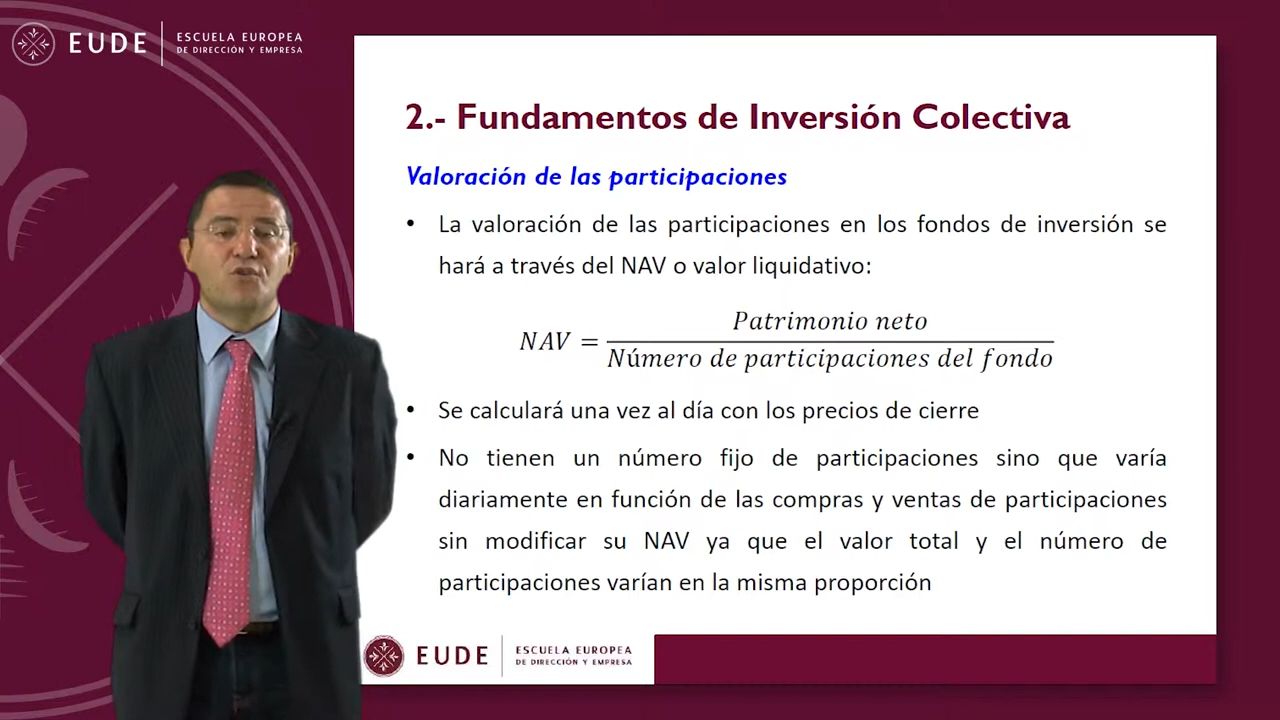 EUDE
ESCUELA EUROPEA
DE DIRECCIÓN Y EMPRESA
2.- Fundamentos de Inversión Colectiva
Valoración de las participaciones
• La valoración de las participaciones en los fondos de inversión se
hará a través del NAV o valor liquidativo:
NAV = Patrimonio neto / Número de participaciones del fondo
• Se calculará una vez al día con los precios de cierre
• No tienen un número fijo de participaciones sino que varía
diariamente en función de las compras y ventas de participaciones
sin modificar su NAV ya que el valor total y el número de
participaciones varían en la misma proporción
EUDE
ESCUELA EUROPEA
DE DIRECCIÓN Y EMPRESA